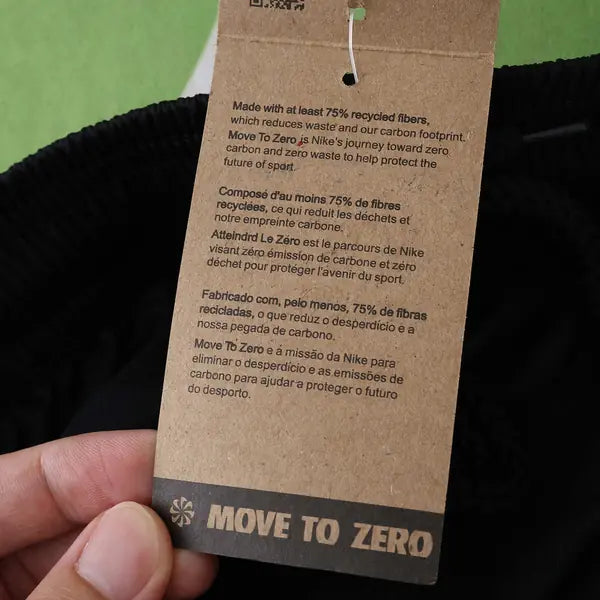 Made with at least 75% recycled fibers,
which reduces waste and our carbon footprint.
Move To Zero is Nike's journey toward zero
carbon and zero waste to help protect the
future of sport.
Composé d'au moins 75% de fibres
recyclées, ce qui reduit les déchets et
notre empreinte carbone.
Atteindrd Le Zéro est le parcours de Nike
visant zéro émission de carbone et zéro
déchet pour protéger l'avenir du sport.
Fabricado com, pelo menos, 75% de fibras
recicladas, o que reduz o desperdício e a
nossa pegada de carbono.
Move To Zero e a missão da Nike para
eliminar o desperdício e as emissões de
carbono para ajudar a proteger o futuro
do desporto.
MOVE TO ZERO